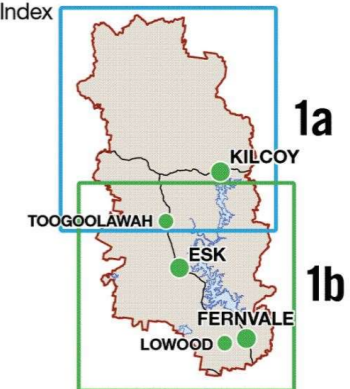 Index
1a
KILCOY
TOOGOOLAWAH
ESK
1b
FERNVALE
LOWOOD